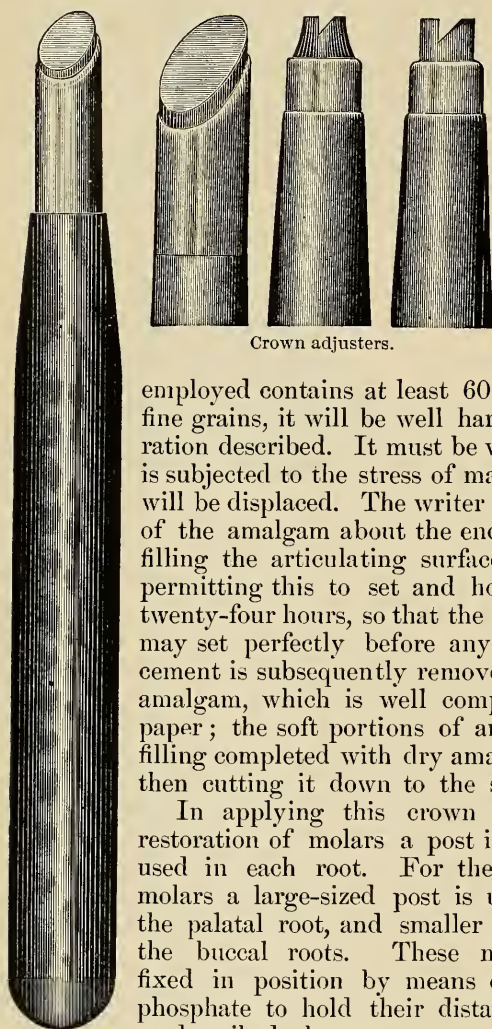 Crown adjusters.
employed contains at least 60
fine grains, it will be well har
ration described. It must be
is subjected to the stress of ma
will be displaced. The writer
of the amalgam about the end
filling the articulating surface
permitting this to set and
twenty-four hours, so that the
may set perfectly before any
cement is subsequently remove
amalgam, which is well com
paper; the soft portions of
filling completed with dry ama
then cutting it down to the
In applying this crown
restoration of molars a post
used in each root. For the
molars a large-sized post is
the palatal root, and smaller
the buccal roots. These
fixed in position by means
phosphate to hold their dista